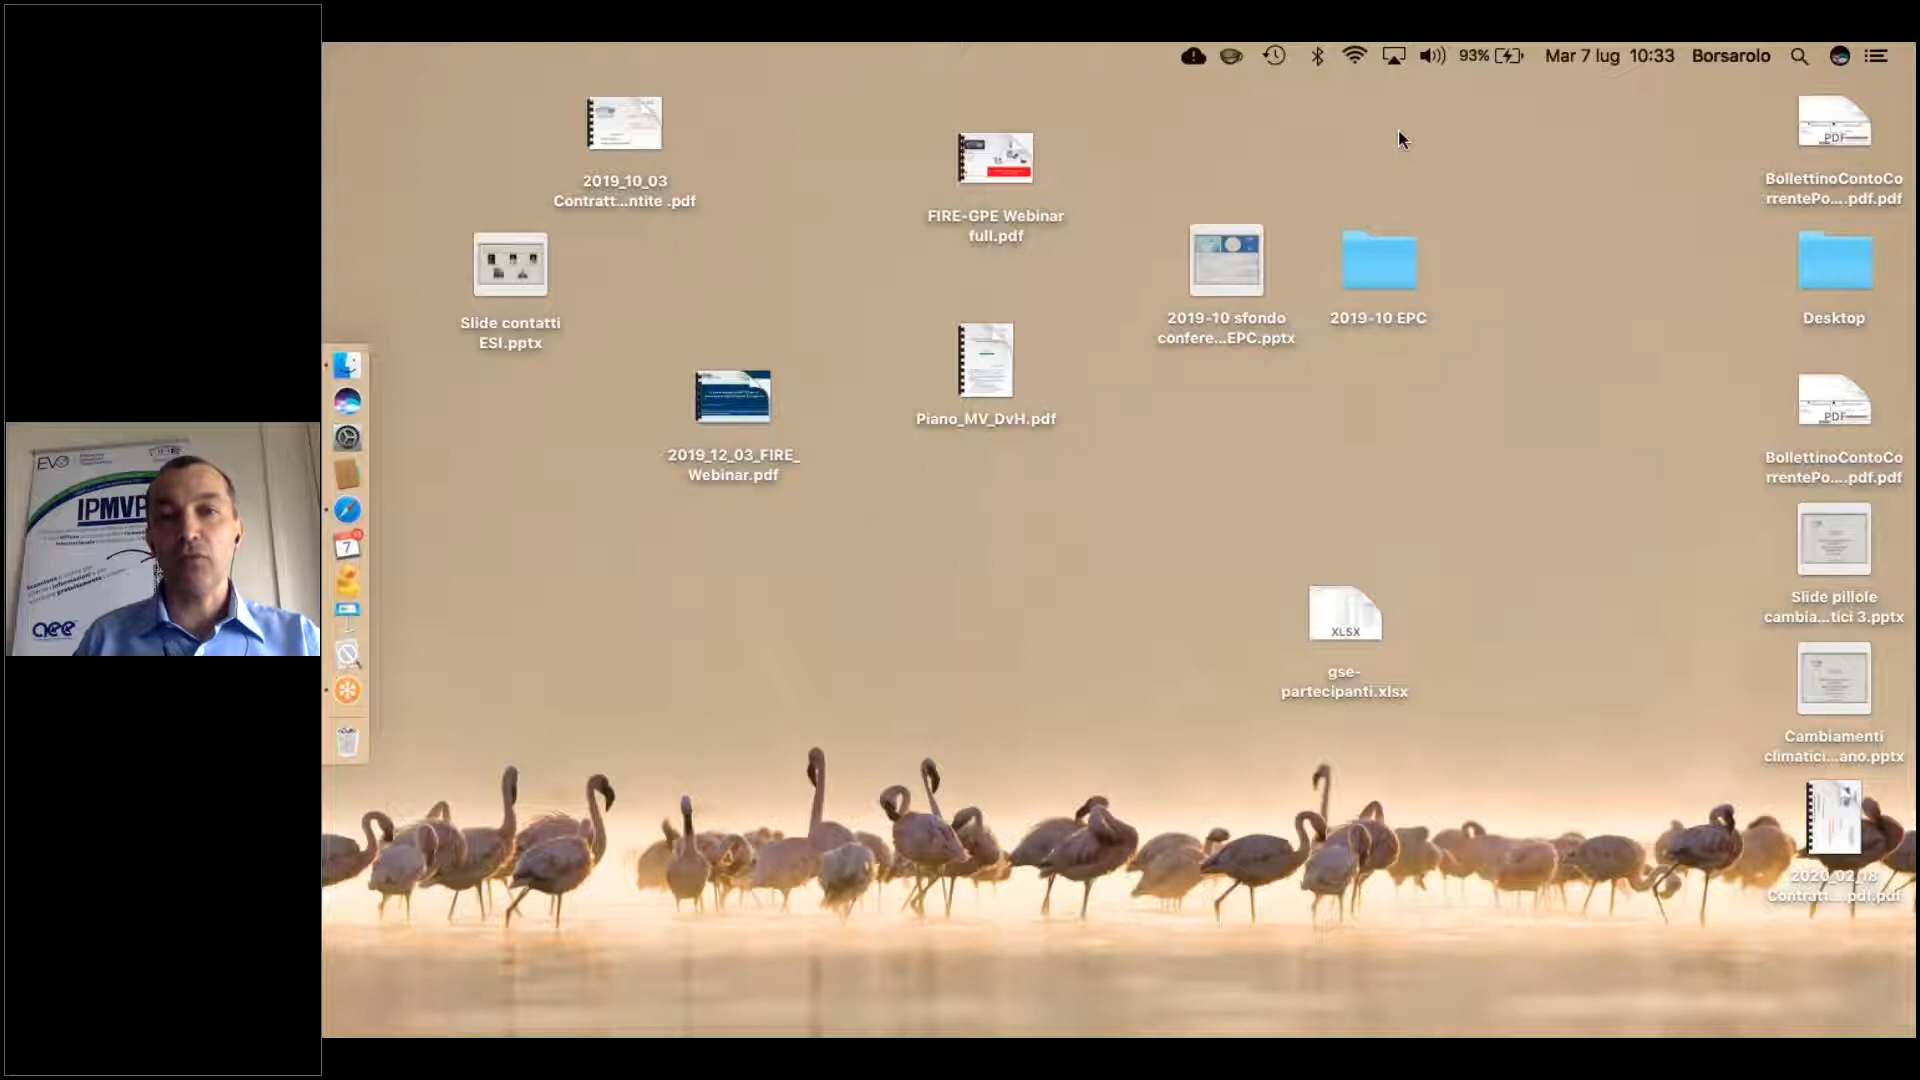 93%
Mar 7 lug 10:33
Borsarolo
2019_10_03
Contratt...ntite .pdf
FIRE-GPE Webinar
full.pdf
PDF
BollettinoContoCo
rrentePo....pdf.pdf
Slide contatti
ESI.pptx
2019-10 sfondo
confere...EPC.pptx
2019-10 EPC
Desktop
2019_12_03_FIRE_
Webinar.pdf
Piano_MV_DvH.pdf
PDF
BollettinoContoCo
rrentePo....pdf.pdf
Slide pillole
cambia...tici 3.pptx
XLSX
gse-
partecipanti.xlsx
Cambiamenti
climatici...ano.pptx
2020_02_18
Contratt....pdf.pdf
7
EVO
IPMVP
aee